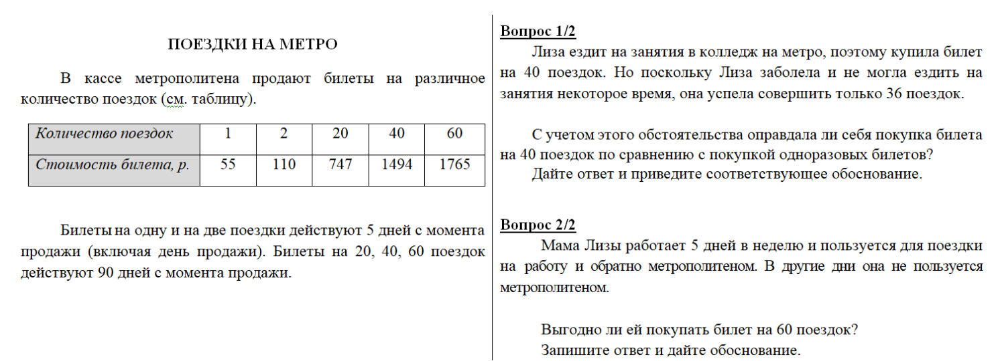 ПОЕЗДКИ НА МЕТРО
В кассе метрополитена продают билеты на различное
количество поездок (см. таблицу).
Количество поездок 1 2 20 40 60
Стоимость билета, р. 55 110 747 1494 1765
Билеты на одну и на две поездки действуют 5 дней с момента
продажи (включая день продажи). Билеты на 20, 40, 60 поездок
действуют 90 дней с момента продажи.
Вопрос 1/2
Лиза ездит на занятия в колледж на метро, поэтому купила билет
на 40 поездок. Но поскольку Лиза заболела и не могла ездить на
занятия некоторое время, она успела совершить только 36 поездок.
С учетом этого обстоятельства оправдала ли себя покупка билета
на 40 поездок по сравнению с покупкой одноразовых билетов?
Дайте ответ и приведите соответствующее обоснование.
Вопрос 2/2
Мама Лизы работает 5 дней в неделю и пользуется для поездки
на работу и обратно метрополитеном. В другие дни она не пользуется
метрополитеном.
Выгодно ли ей покупать билет на 60 поездок?
Запишите ответ и дайте обоснование.